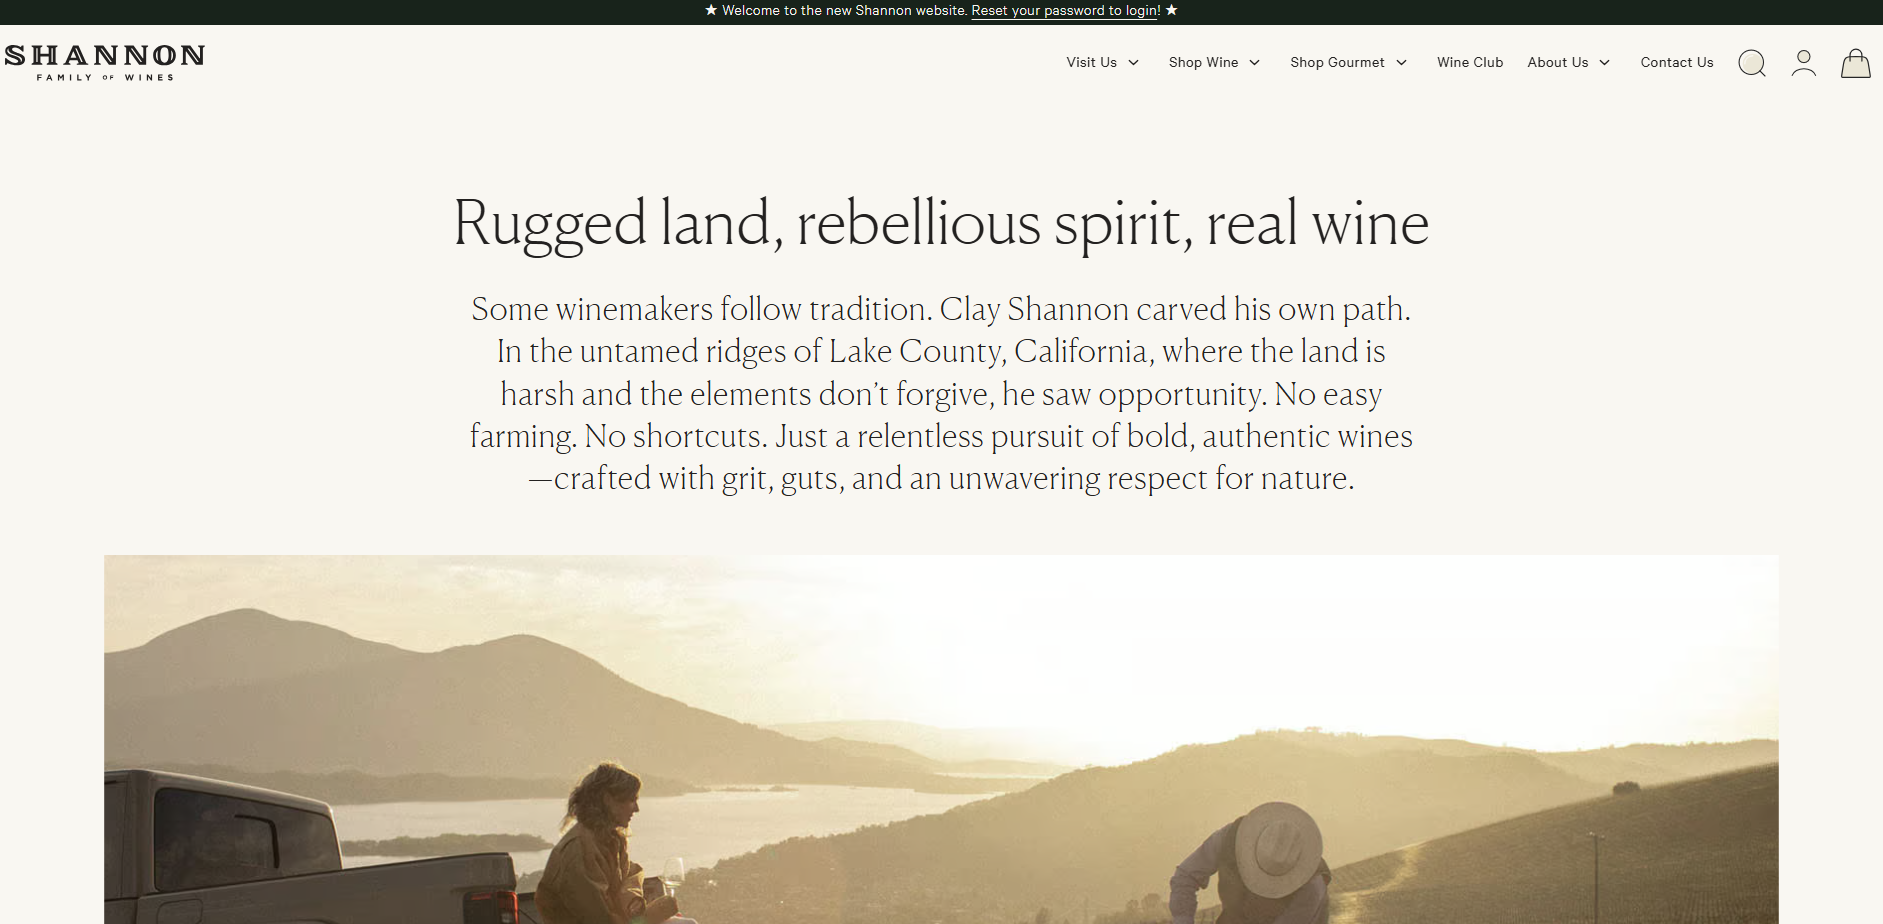 ★ Welcome to the new Shannon website. Reset your password to login! ★
SHANNON
FAMILY OF WINES
Visit Us
Shop Wine
Shop Gourmet
Wine Club
About Us
Contact Us
Rugged land, rebellious spirit, real wine
Some winemakers follow tradition. Clay Shannon carved his own path.
In the untamed ridges of Lake County, California, where the land is
harsh and the elements don’t forgive, he saw opportunity. No easy
farming. No shortcuts. Just a relentless pursuit of bold, authentic wines
—crafted with grit, guts, and an unwavering respect for nature.